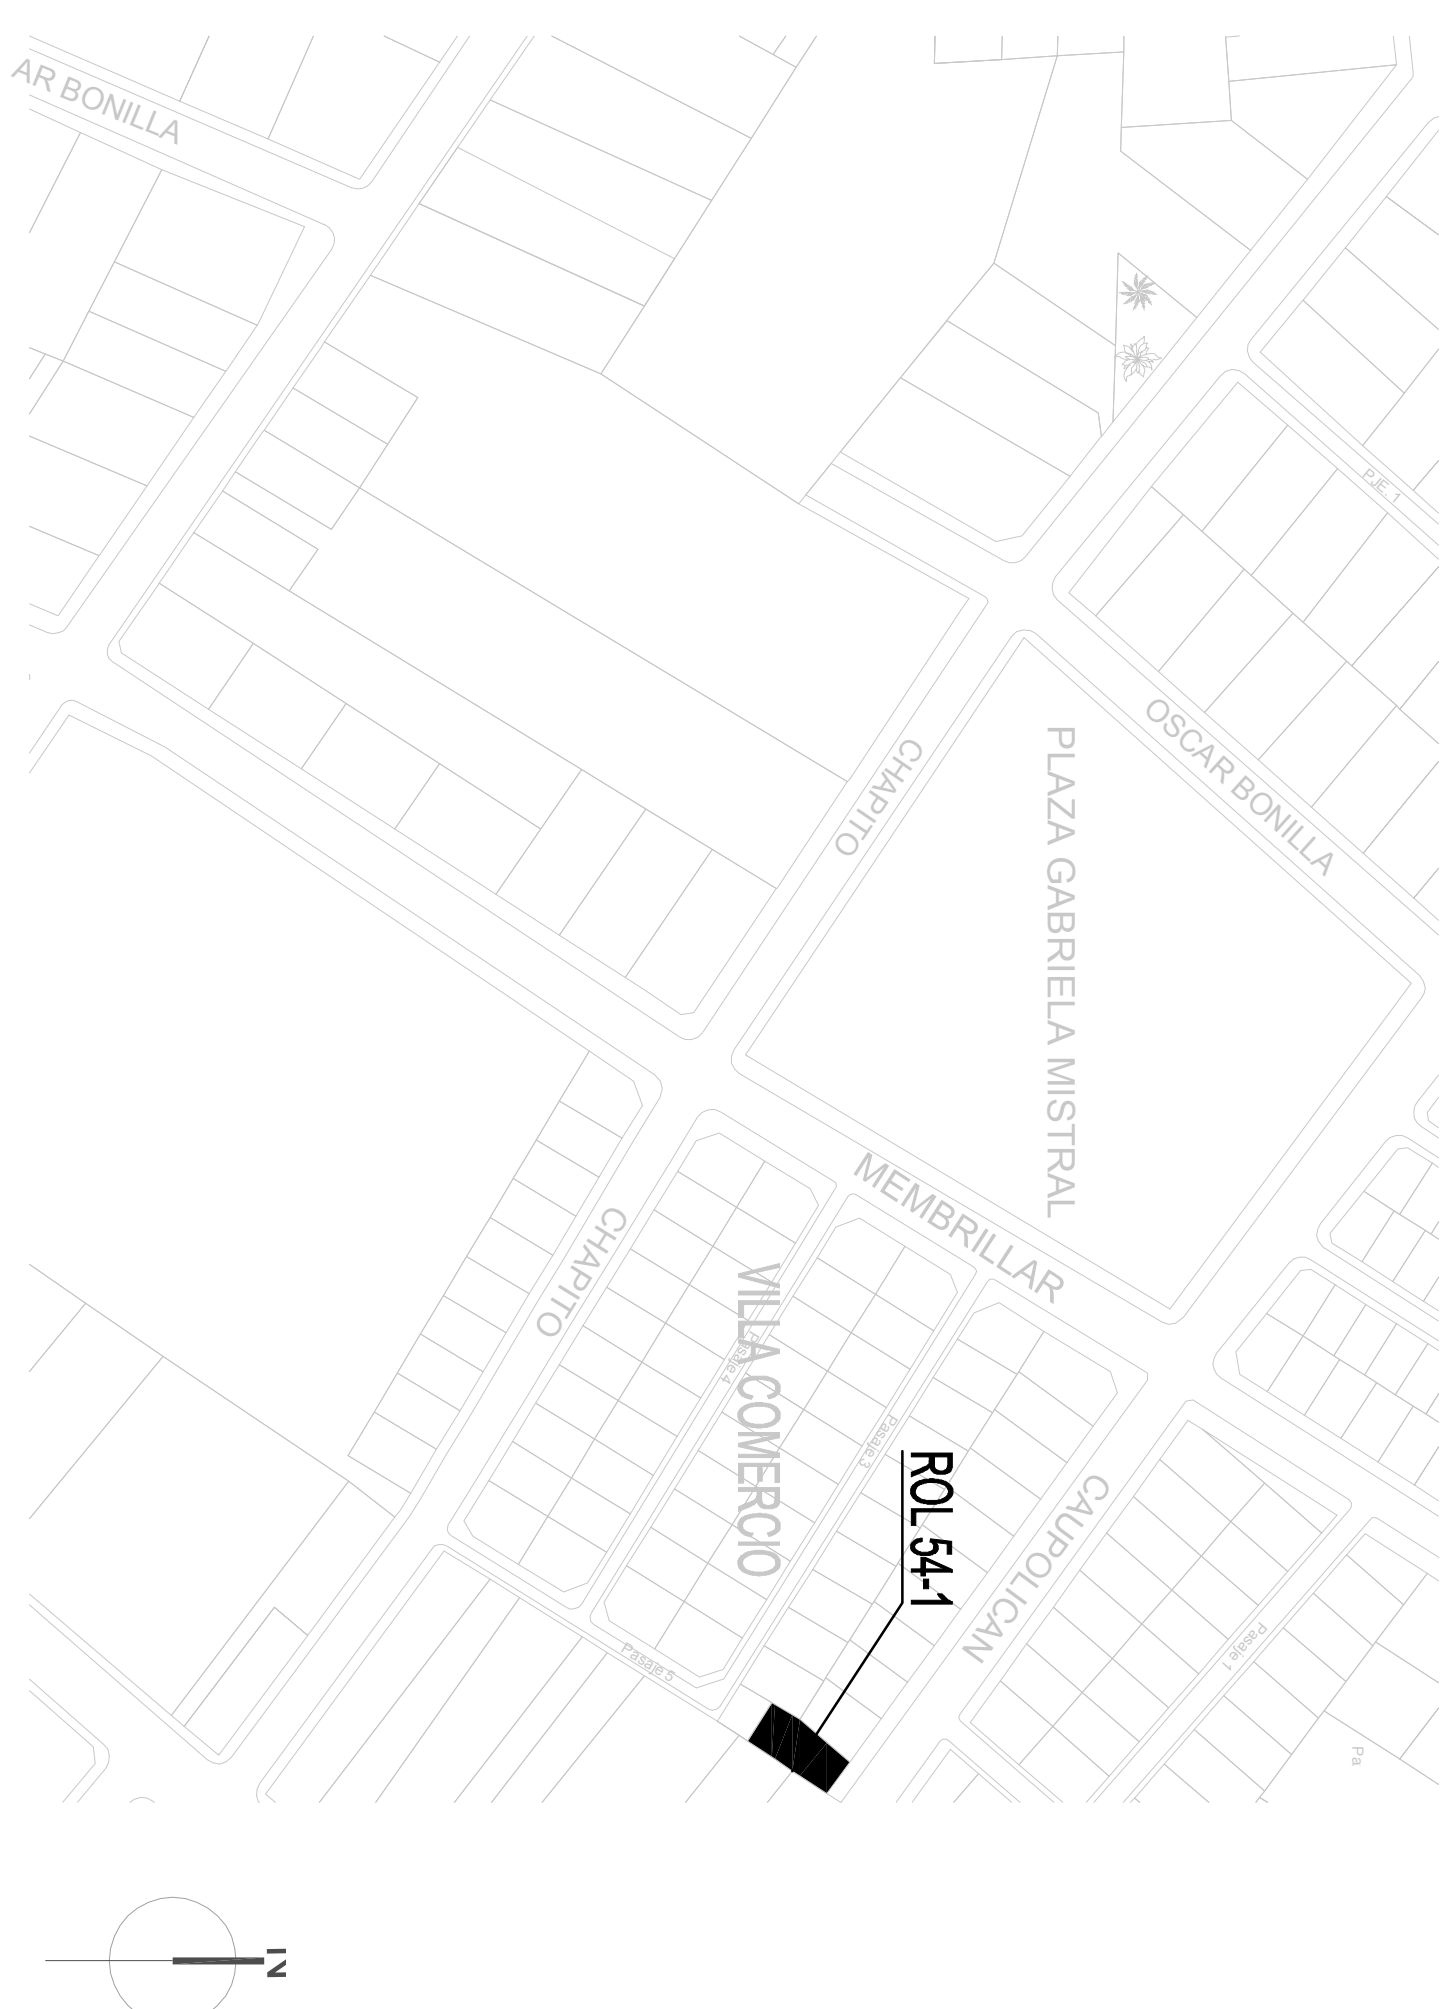 AR BONILLA
PJE. 1
OSCAR BONILLA
CHAPITO
PLAZA GABRIELA MISTRAL
MEMBRILLAR
CHAPITO
VILLA COMERCIO
Pasaje 4
Pasaje 3
ROL 54-1
CAUPOLICAN
Pasaje 5
Pasaje 1
Pa
N